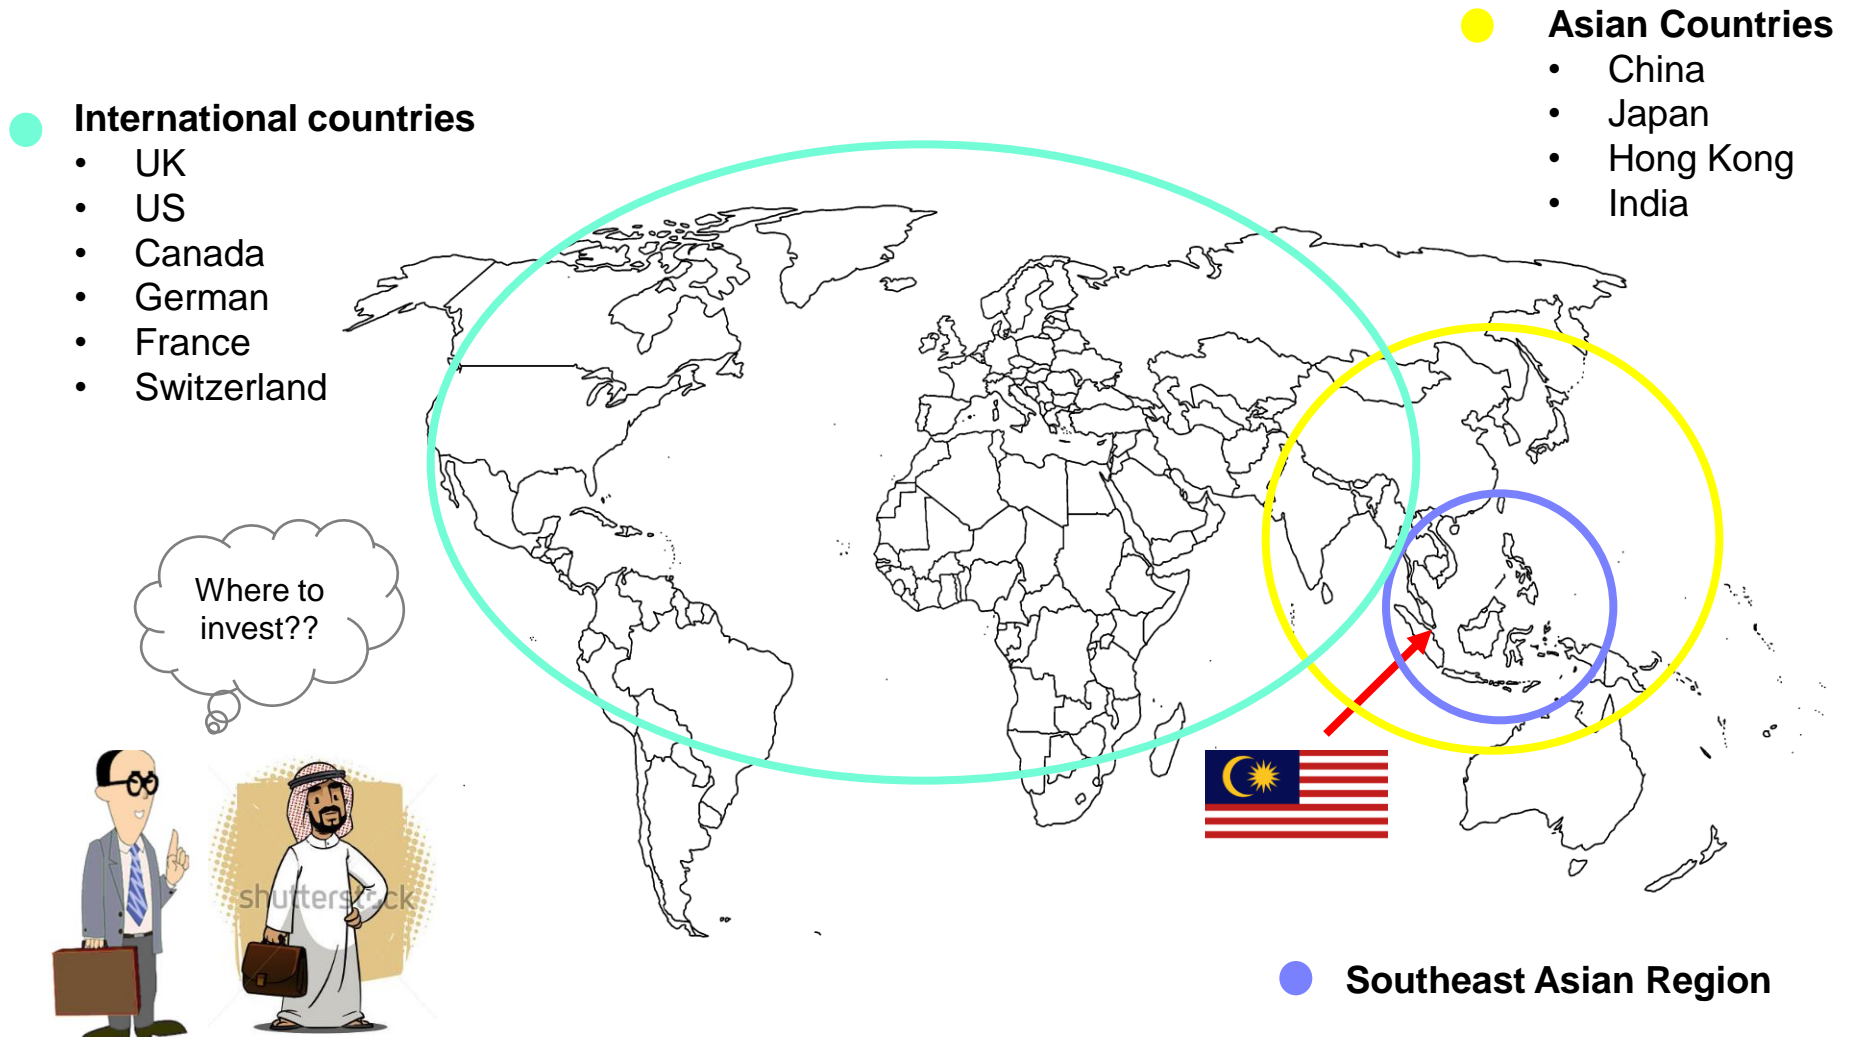 Asian Countries
• China
• Japan
• Hong Kong
• India
International countries
• UK
• US
• Canada
• German
• France
• Switzerland
Where to
invest??
shutterstock
Southeast Asian Region